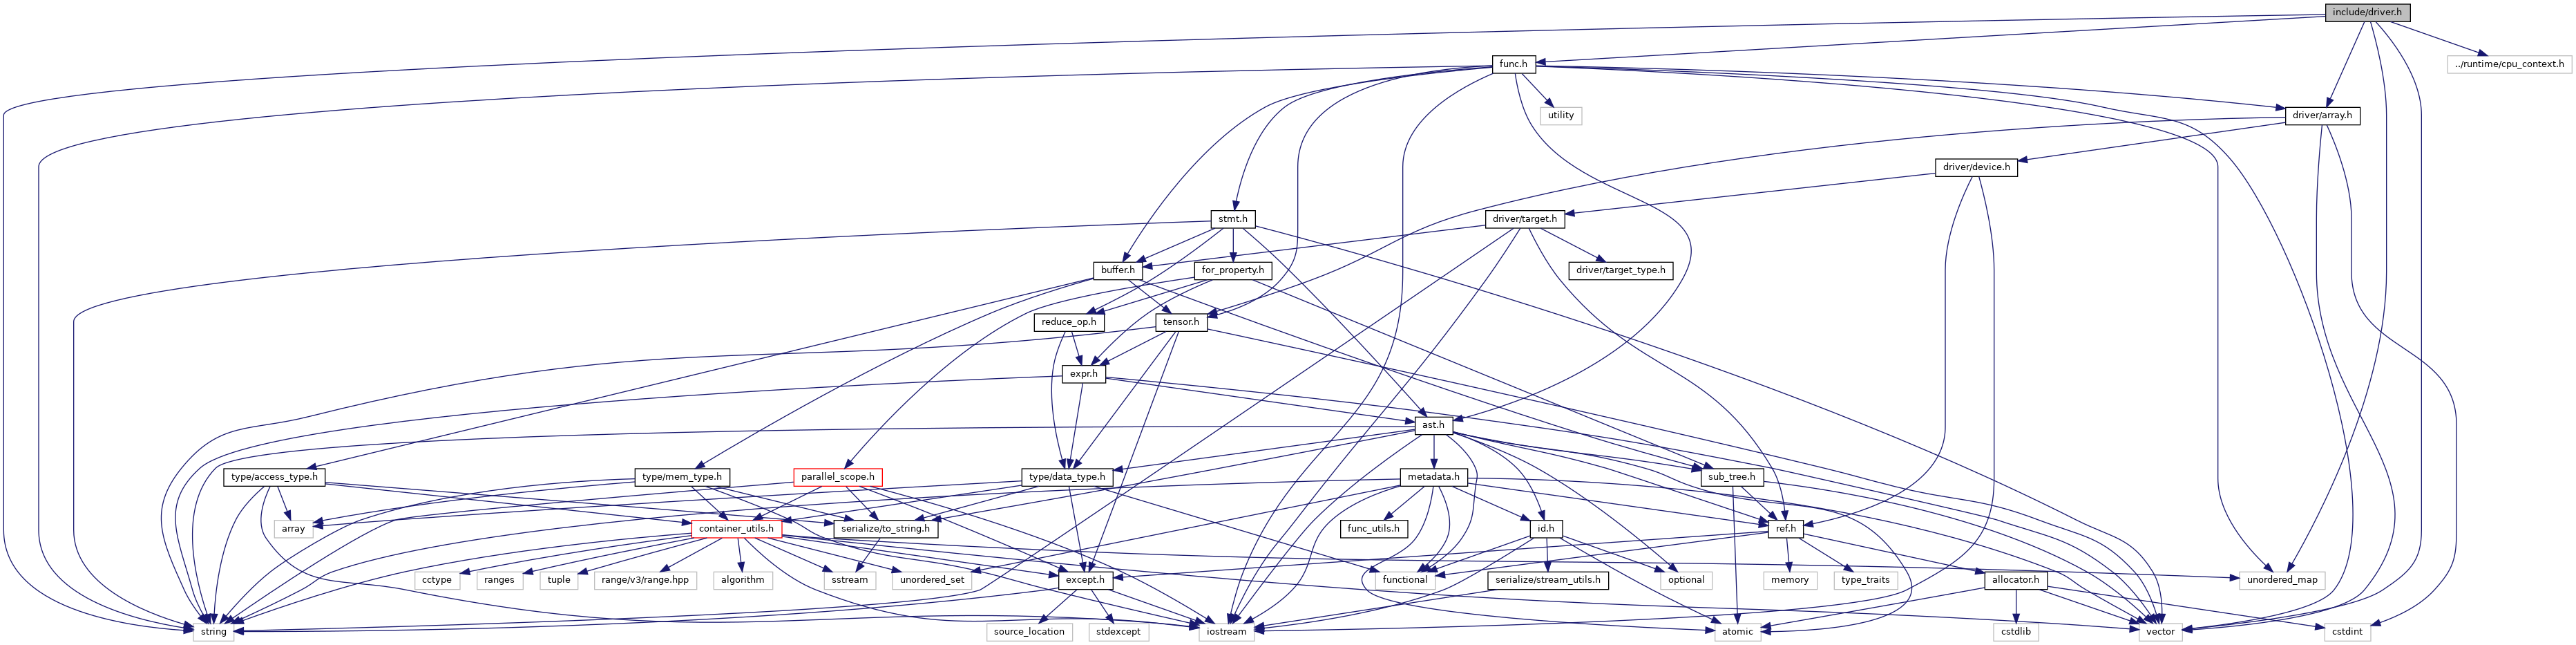 include/driver.h
func.h
../runtime/cpu_context.h
utility
driver/array.h
driver/device.h
stmt.h
driver/target.h
buffer.h
for_property.h
driver/target_type.h
reduce_op.h
tensor.h
expr.h
ast.h
type/access_type.h
type/mem_type.h
parallel_scope.h
type/data_type.h
metadata.h
sub_tree.h
array
container_utils.h
serialize/to_string.h
func_utils.h
id.h
ref.h
cctype
ranges
tuple
range/v3/range.hpp
algorithm
sstream
unordered_set
except.h
functional
serialize/stream_utils.h
optional
memory
type_traits
allocator.h
unordered_map
string
source_location
stdexcept
iostream
atomic
cstdlib
vector
cstdint